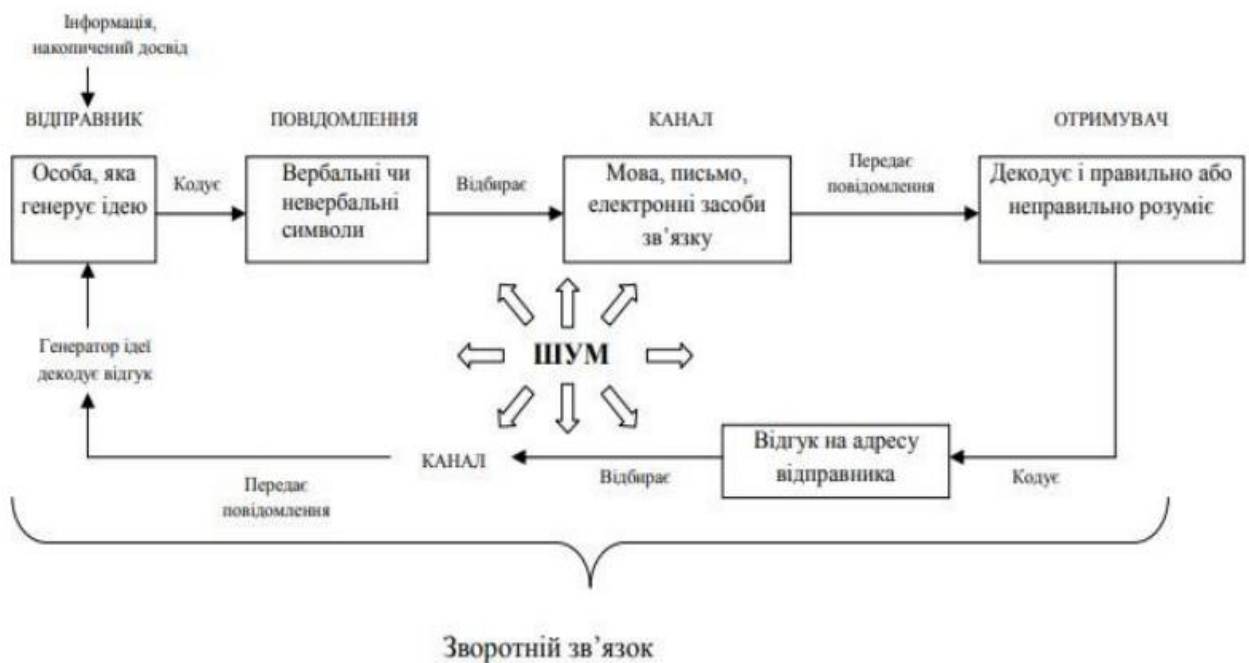 Інформація,
накопичений досвід
ВІДПРАВНИК
ПОВІДОМЛЕННЯ
КАНАЛ
ОТРИМУВАЧ
Особа, яка
генерує ідею
Кодує
Вербальні чи
невербальні
символи
Відбирає
Мова, письмо,
електронні засоби
зв’язку
Передає
повідомлення
Декодує і правильно або
неправильно розуміє
Генератор ідеї
декодує відгук
ШУМ
КАНАЛ
Відбирає
Відгук на адресу
відправника
Кодує
Передає
повідомлення
Зворотній зв’язок